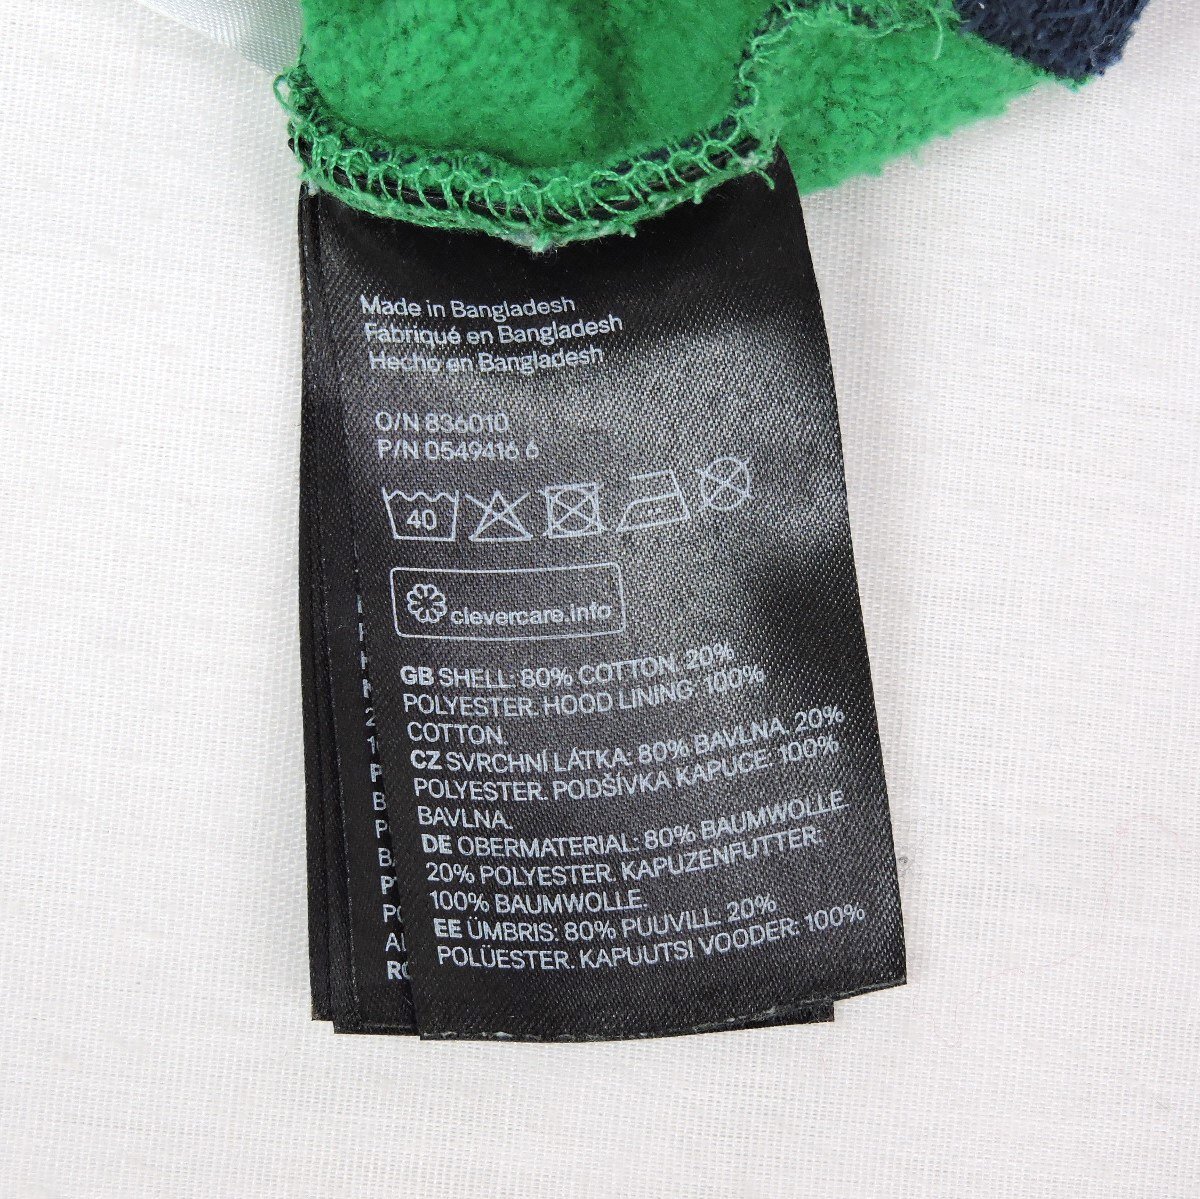 Made in Bangladesh
Fabriqué en Bangladesh
Hecho en Bangladesh
O/N 836010
P/N 0549416 6
40
clevercare.info
GB SHELL: 80% COTTON. 20%
POLYESTER. HOOD LINING: 100%
COTTON.
CZ SVRCHNÍ LÁTKA: 80% BAVLNA. 20%
POLYESTER. PODŠÍVKA KAPUCE: 100%
BAVLNA.
DE OBERMATERIAL: 80% BAUMWOLLE.
20% POLYESTER. KAPUZENFUTTER:
100% BAUMWOLLE.
EE ÜMBRIS: 80% PUUVILL. 20%
POLÜESTER. KAPUUTSI VOODER: 100%